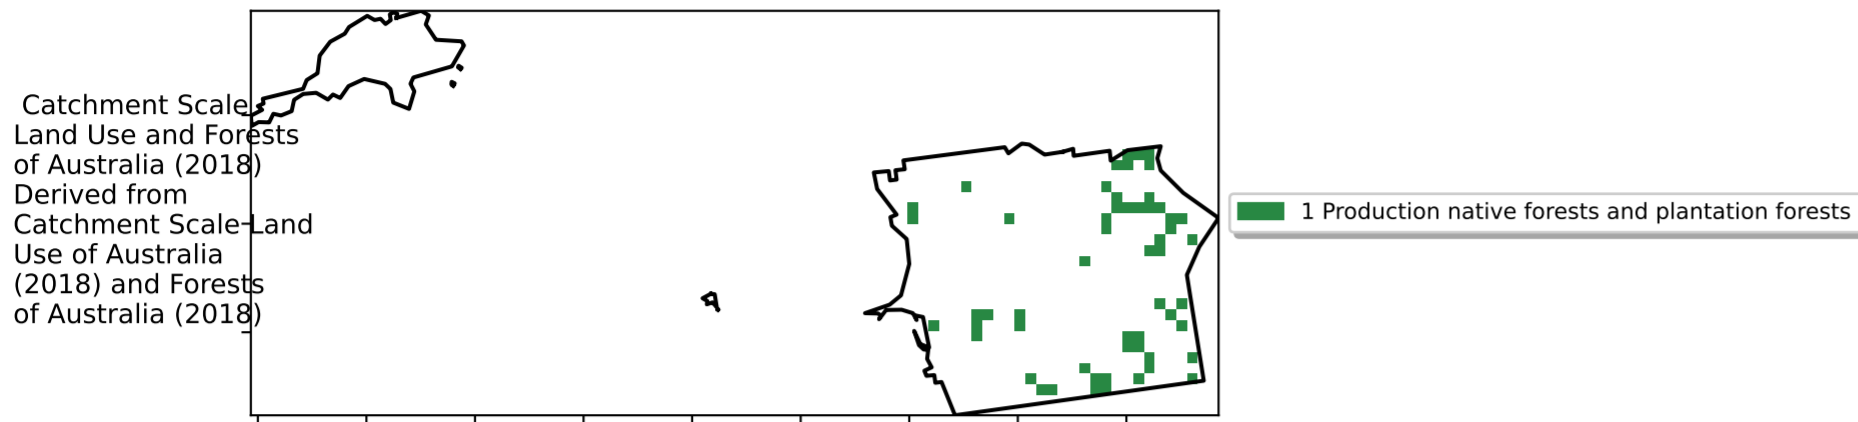 Catchment Scale
Land Use and Forests
of Australia (2018)
Derived from
Catchment Scale Land
Use of Australia
(2018) and Forests
of Australia (2018)
1 Production native forests and plantation forests